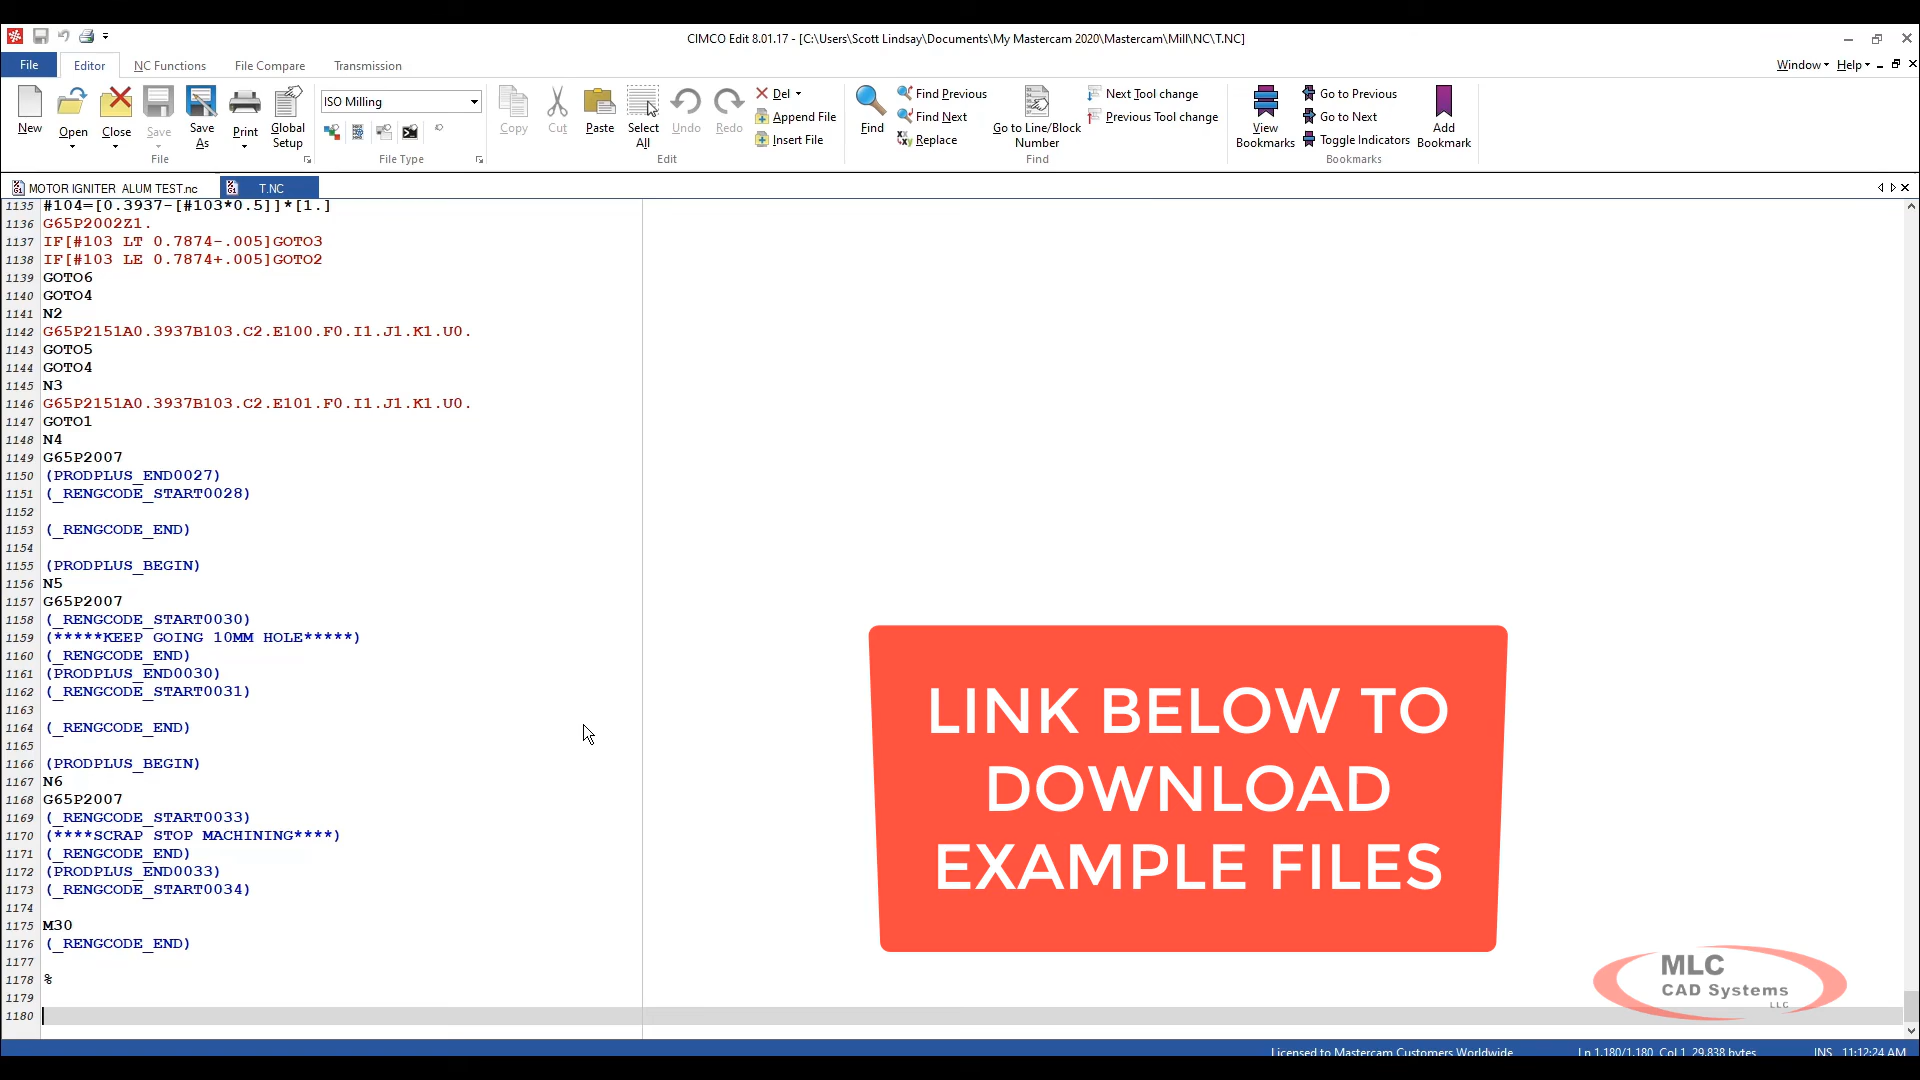 CIMCO Edit 8.01.17 - [C:\Users\Scott Lindsay\Documents\My Mastercam 2020\Mastercam\Mill\NC\T.NC]
File Editor NC Functions File Compare Transmission Window Help
New Open Close Save Save As Print Global Setup
File
ISO Milling
File Type
Copy Cut Paste Select All Undo Redo
Del
Append File
Insert File
Edit
Find
Find Previous
Find Next
Replace
Go to Line/Block Number
Next Tool change
Previous Tool change
Find
View Bookmarks
Go to Previous
Go to Next
Toggle Indicators
Add Bookmark
Bookmarks
MOTOR IGNITER ALUM TEST.nc T.NC
1135 #104=[0.3937-[#103*0.5]]*[1.]
1136 G65P2002Z1.
1137 IF[#103 LT 0.7874-.005]GOTO3
1138 IF[#103 LE 0.7874+.005]GOTO2
1139 GOTO6
1140 GOTO4
1141 N2
1142 G65P2151A0.3937B103.C2.E100.F0.I1.J1.K1.U0.
1143 GOTO5
1144 GOTO4
1145 N3
1146 G65P2151A0.3937B103.C2.E101.F0.I1.J1.K1.U0.
1147 GOTO1
1148 N4
1149 G65P2007
1150 (PRODPLUS_END0027)
1151 (_RENGCODE_START0028)
1152
1153 (_RENGCODE_END)
1154
1155 (PRODPLUS_BEGIN)
1156 N5
1157 G65P2007
1158 (_RENGCODE_START0030)
1159 (*****KEEP GOING 10MM HOLE*****)
1160 (_RENGCODE_END)
1161 (PRODPLUS_END0030)
1162 (_RENGCODE_START0031)
1163
1164 (_RENGCODE_END)
1165
1166 (PRODPLUS_BEGIN)
1167 N6
1168 G65P2007
1169 (_RENGCODE_START0033)
1170 (****SCRAP STOP MACHINING****)
1171 (_RENGCODE_END)
1172 (PRODPLUS_END0033)
1173 (_RENGCODE_START0034)
1174
1175 M30
1176 (_RENGCODE_END)
1177
1178 %
1179
1180
LINK BELOW TO
DOWNLOAD
EXAMPLE FILES
MLC
CAD Systems
LLC
Licensed to Mastercam Customers Worldwide Ln 1,180/1,180, Col 1, 29,838 bytes INS 11:12:24 AM